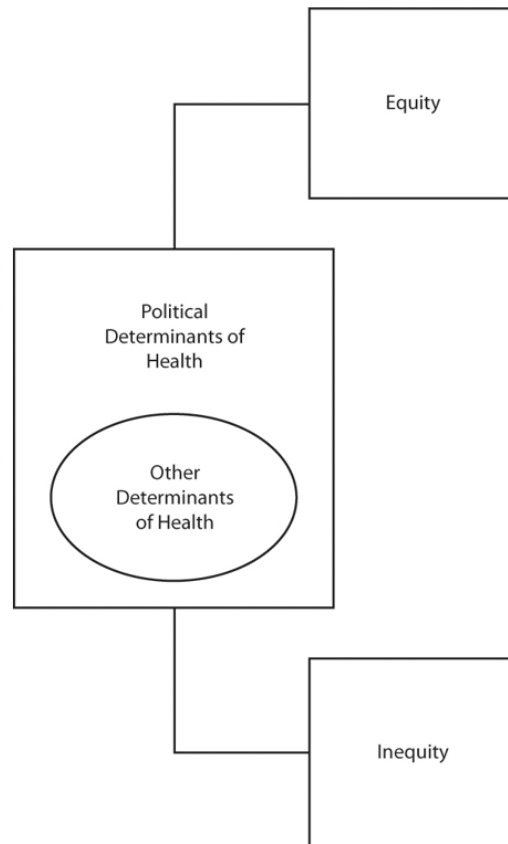 Equity
Political
Determinants of
Health
Other
Determinants
of Health
Inequity